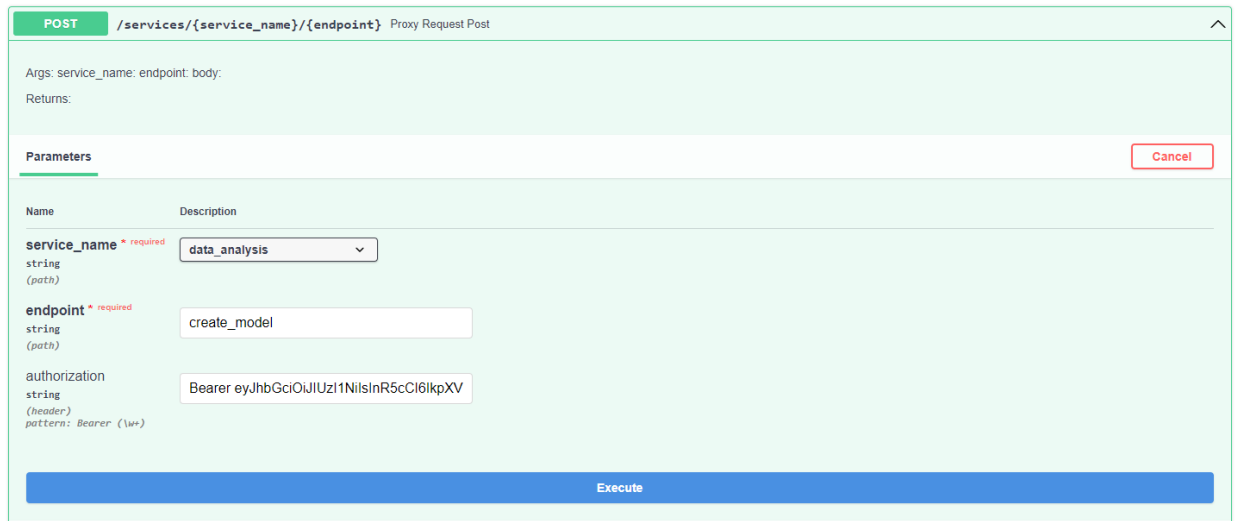 POST /services/{service_name}/{endpoint} Proxy Request Post
Args: service_name: endpoint: body:
Returns:
Parameters
Cancel
Name Description
service_name * required
string
(path)
data_analysis
endpoint * required
string
(path)
create_model
authorization
string
(header)
pattern: Bearer (\w+)
Bearer eyJhbGciOiJIUzI1NiIsInR5cCI6IkpXV
Execute